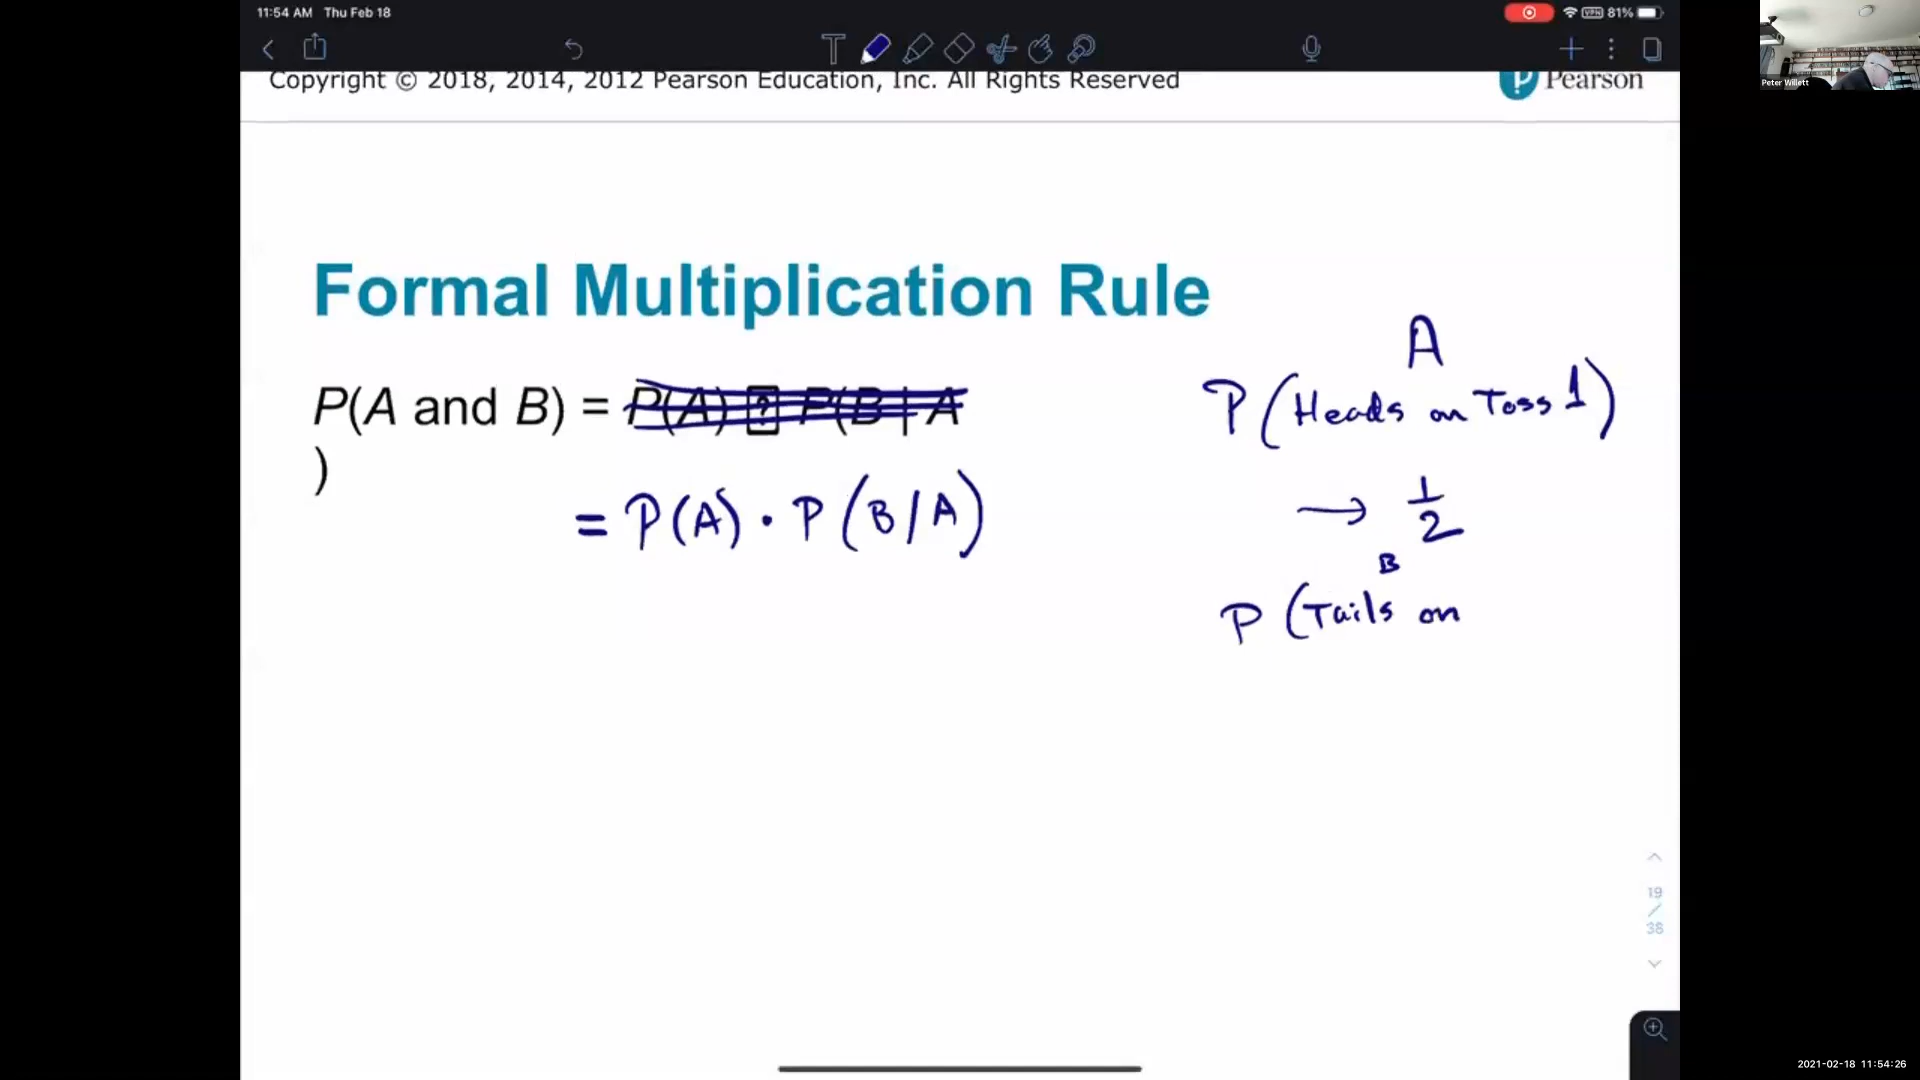 11:54 AM Thu Feb 18
VPN 81%
Peter Willett
Copyright © 2018, 2014, 2012 Pearson Education, Inc. All Rights Reserved
Pearson
Formal Multiplication Rule
P(A and B) = P(A) ? P(B | A
)
= P(A) · P(B/A)
A
P(Heads on Toss 1)
→ 1/2
B
P(Tails on
19
/
38
2021-02-18 11:54:26